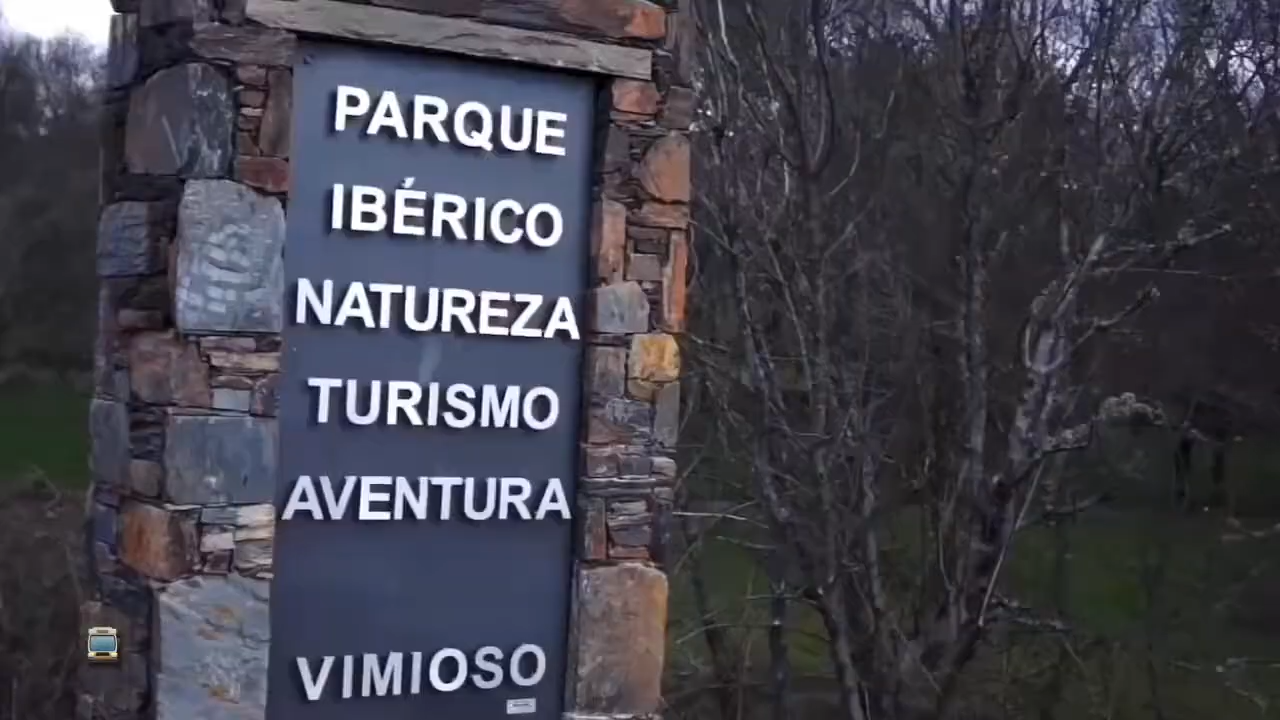 PARQUE
IBÉRICO
NATUREZA
TURISMO
AVENTURA
VIMIOSO